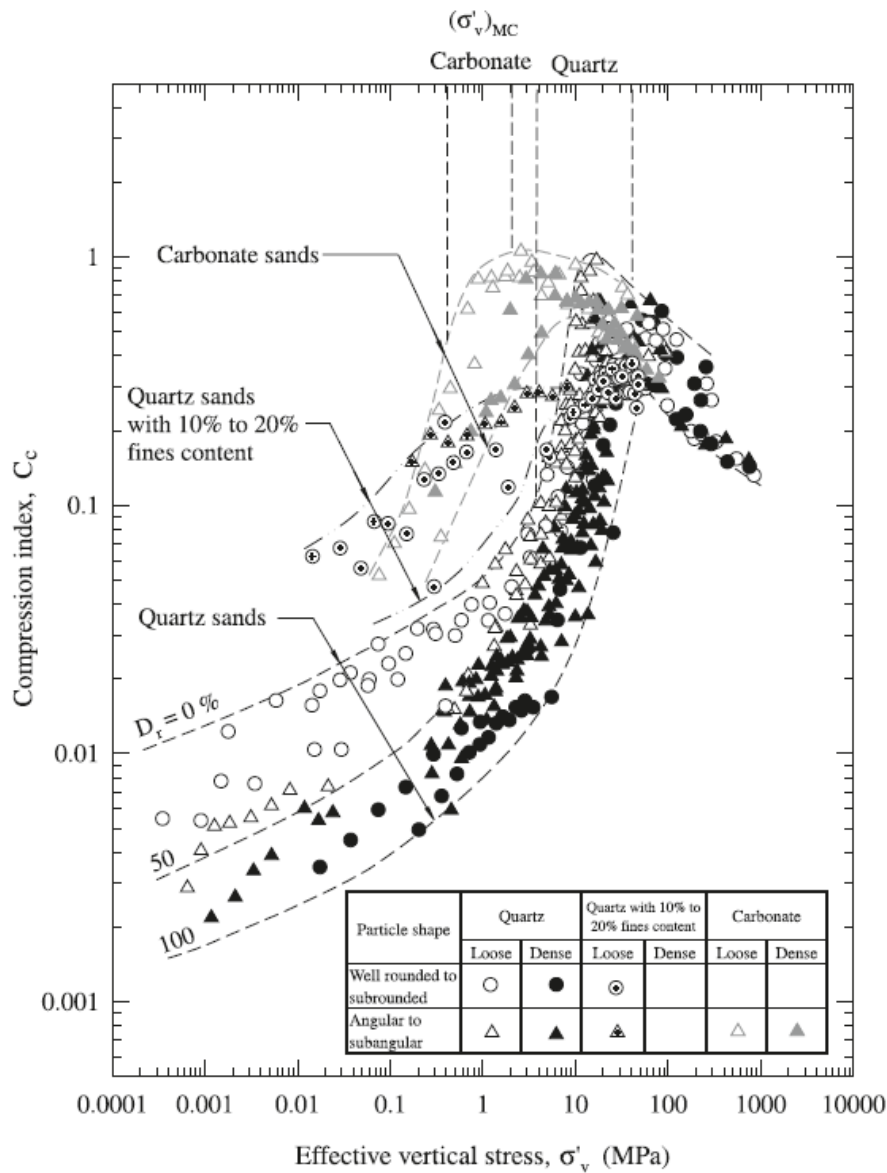 (σ'v)MC
Carbonate Quartz
1
0.1
0.01
0.001
Compression index, Cc
Carbonate sands
Quartz sands
with 10% to 20%
fines content
Quartz sands
Dr = 0 %
50
100
Particle shape
Quartz
Quartz with 10% to
20% fines content
Carbonate
Loose Dense Loose Dense Loose Dense
Well rounded to
subrounded
Angular to
subangular
0.0001 0.001 0.01 0.1 1 10 100 1000 10000
Effective vertical stress, σ'v (MPa)